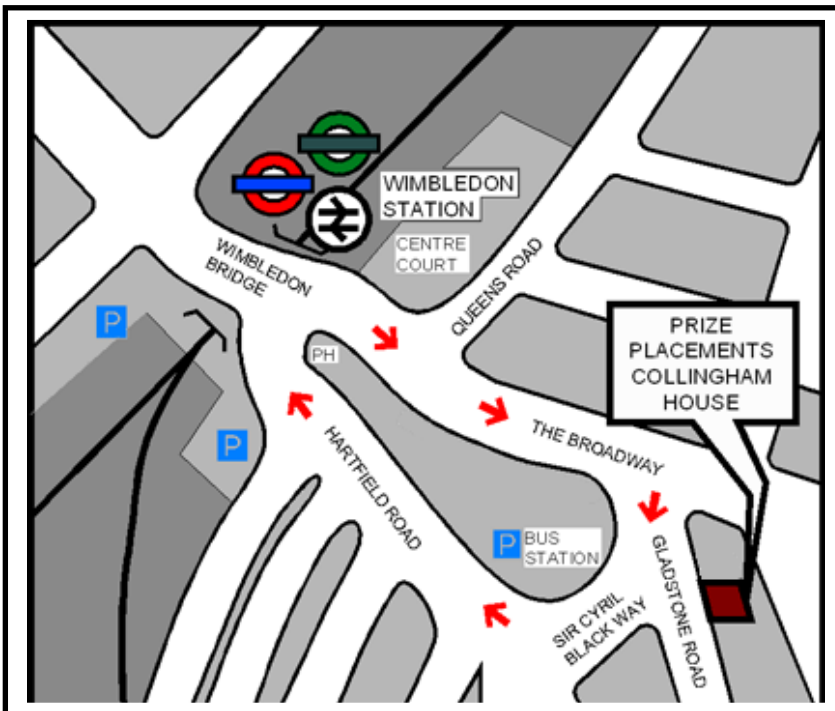 WIMBLEDON
STATION
CENTRE
COURT
WIMBLEDON
BRIDGE
QUEENS ROAD
P
PRIZE
PLACEMENTS
COLLINGHAM
HOUSE
PH
THE BROADWAY
P
HARTFIELD ROAD
P
BUS
STATION
GLADSTONE ROAD
SIR CYRIL
BLACK WAY